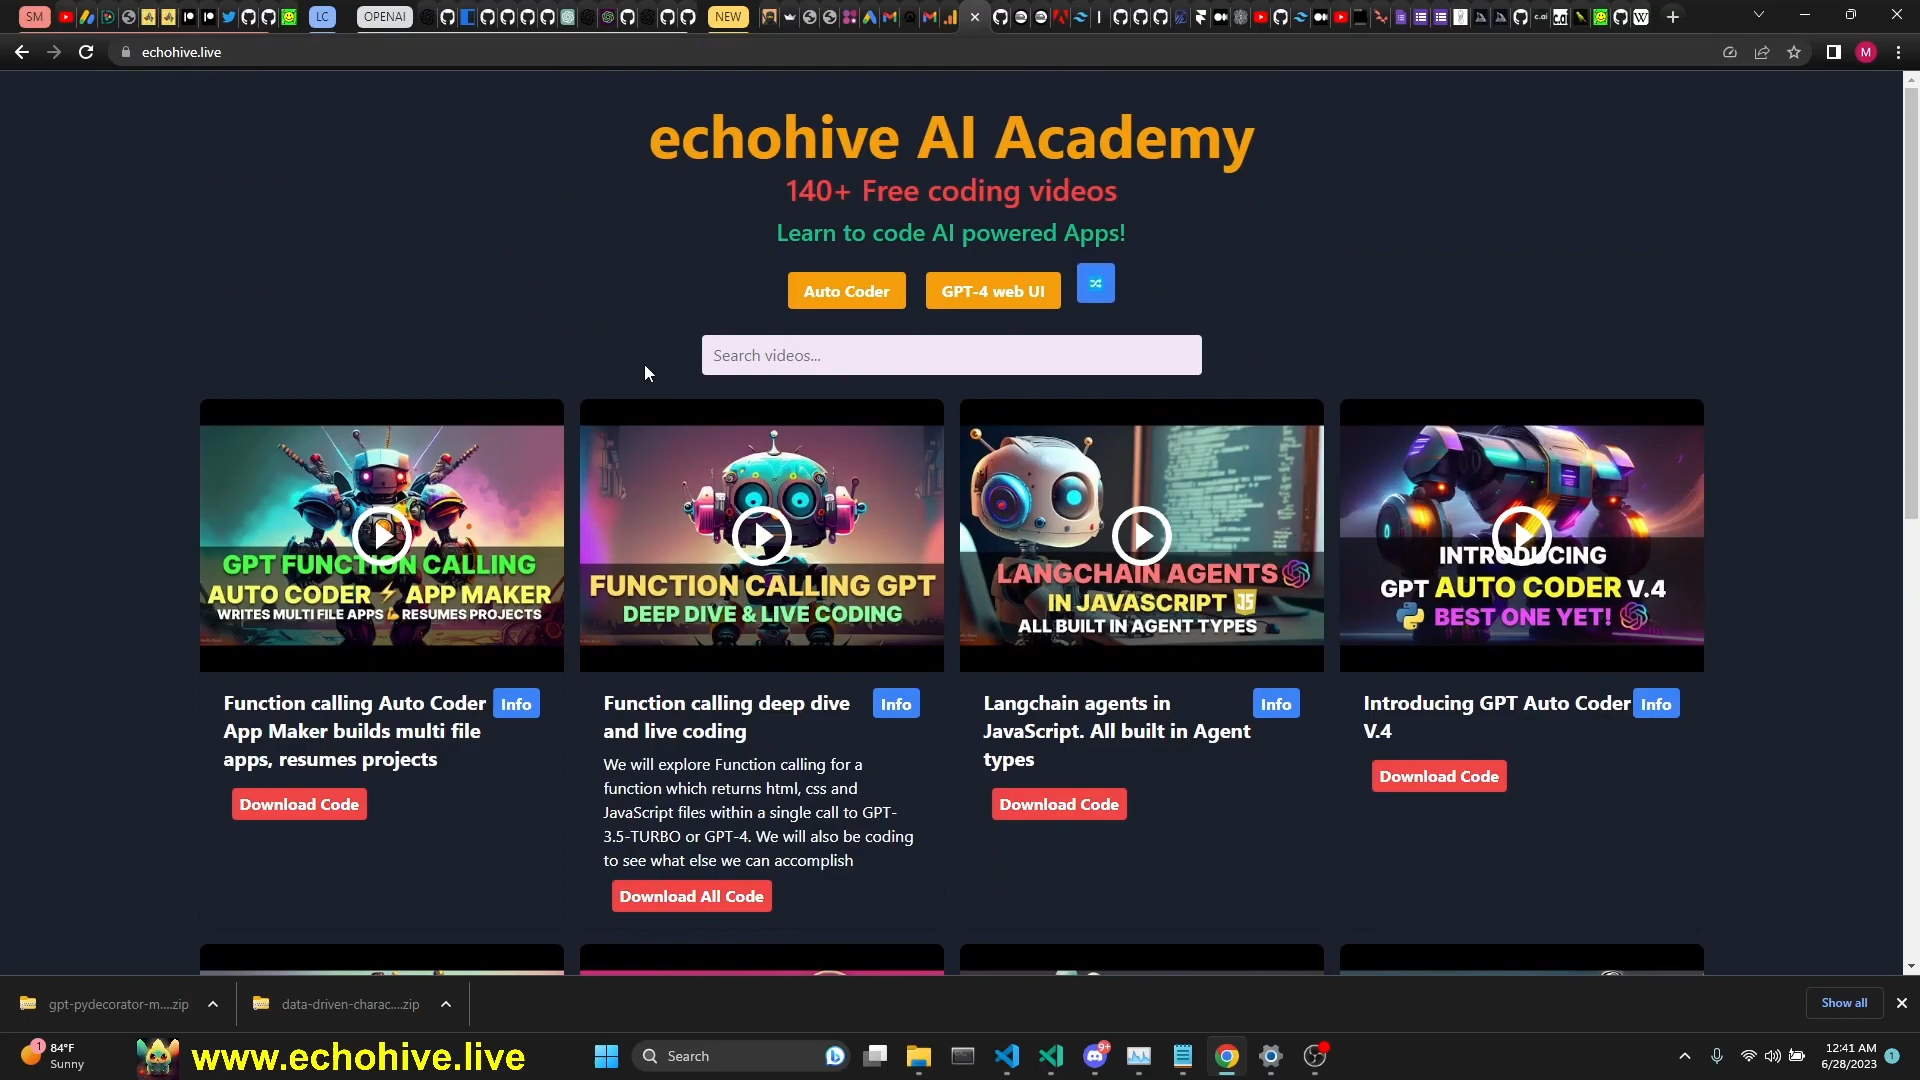 SM
LC
OPENAI
NEW
echohive.live
M
echohive AI Academy
140+ Free coding videos
Learn to code AI powered Apps!
Auto Coder
GPT-4 web UI
Search videos...
GPT FUNCTION CALLING
AUTO CODER ⚡ APP MAKER
WRITES MULTI FILE APPS 💪 RESUMES PROJECTS
FUNCTION CALLING GPT
DEEP DIVE & LIVE CODING
LANGCHAIN AGENTS
IN JAVASCRIPT JS
ALL BUILT IN AGENT TYPES
INTRODUCING
GPT AUTO CODER V.4
BEST ONE YET!
Function calling Auto Coder
App Maker builds multi file
apps, resumes projects
Info
Download Code
Function calling deep dive
and live coding
Info
We will explore Function calling for a
function which returns html, css and
JavaScript files within a single call to GPT-
3.5-TURBO or GPT-4. We will also be coding
to see what else we can accomplish
Download All Code
Langchain agents in
JavaScript. All built in Agent
types
Info
Download Code
Introducing GPT Auto Coder
V.4
Info
Download Code
gpt-pydecorator-m....zip
data-driven-charac....zip
Show all
1
84°F
Sunny
www.echohive.live
Search
9+
12:41 AM
6/28/2023
1